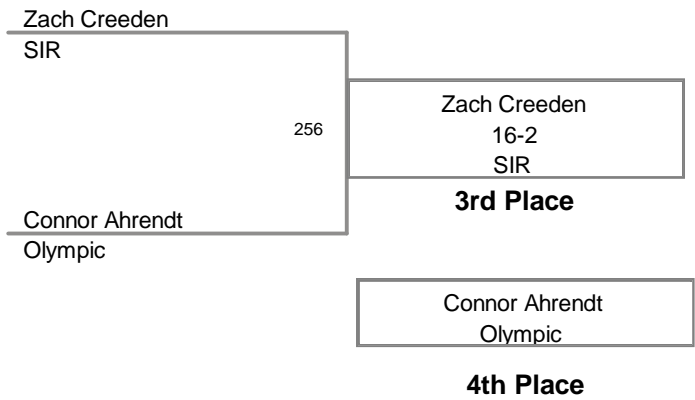 Zach Creeden
SIR
256
Zach Creeden
16-2
SIR
3rd Place
Connor Ahrendt
Olympic
Connor Ahrendt
Olympic
4th Place